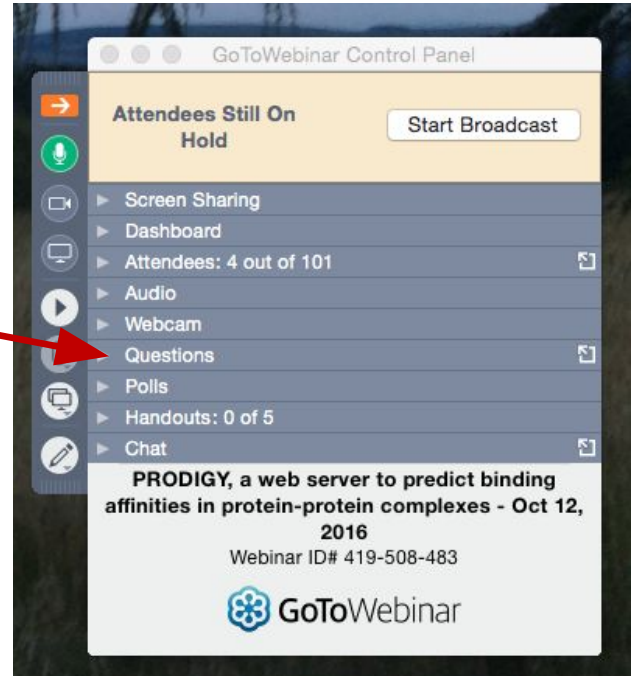 GoToWebinar Control Panel
Attendees Still On
Hold
Start Broadcast
Screen Sharing
Dashboard
Attendees: 4 out of 101
Audio
Webcam
Questions
Polls
Handouts: 0 of 5
Chat
PRODIGY, a web server to predict binding
affinities in protein-protein complexes - Oct 12,
2016
Webinar ID# 419-508-483
GoToWebinar